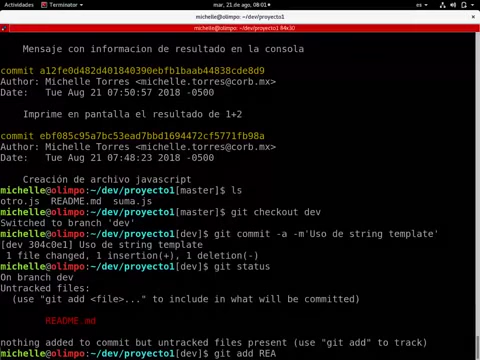 Actividades Terminator mar, 21 de ago, 08:01 es
michelle@olimpo:~/dev/proyecto1
michelle@olimpo:~/dev/proyecto1 84x30
Mensaje con informacion de resultado en la consola
commit a12fe0d482d401840390ebfb1baab44838cde8d9
Author: Michelle Torres <michelle.torres@corb.mx>
Date: Tue Aug 21 07:50:57 2018 -0500
Imprime en pantalla el resultado de 1+2
commit ebf085c95a7bc53ead7bbd1694472cf5771fb98a
Author: Michelle Torres <michelle.torres@corb.mx>
Date: Tue Aug 21 07:48:23 2018 -0500
Creación de archivo javascript
michelle@olimpo:~/dev/proyecto1[master]$ ls
otro.js README.md suma.js
michelle@olimpo:~/dev/proyecto1[master]$ git checkout dev
Switched to branch 'dev'
michelle@olimpo:~/dev/proyecto1[dev]$ git commit -a -m'Uso de string template'
[dev 304c0e1] Uso de string template
1 file changed, 1 insertion(+), 1 deletion(-)
michelle@olimpo:~/dev/proyecto1[dev]$ git status
On branch dev
Untracked files:
(use "git add <file>..." to include in what will be committed)
README.md
nothing added to commit but untracked files present (use "git add" to track)
michelle@olimpo:~/dev/proyecto1[dev]$ git add REA